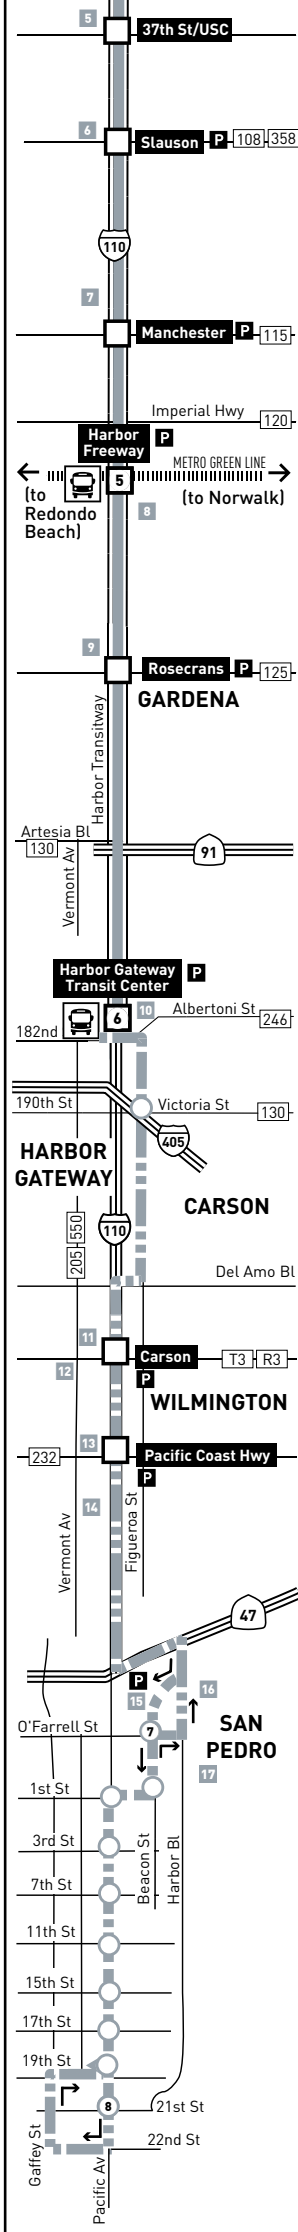 5
37th St/USC
6
Slauson P 108 358
110
7
Manchester P 115
Imperial Hwy
120
Harbor
Freeway
P
METRO GREEN LINE
5
(to
Redondo
Beach)
(to Norwalk)
8
9
Rosecrans P 125
GARDENA
Harbor Transitway
Artesia Bl
130
Vermont Av
91
Harbor Gateway
Transit Center
P
6
10
Albertoni St
246
182nd
190th St
Victoria St
130
405
HARBOR
GATEWAY
CARSON
110
205 550
Del Amo Bl
11
Carson T3 R3
P
12
WILMINGTON
13
232
Pacific Coast Hwy
P
14
Vermont Av
Figueroa St
47
P
15
16
O'Farrell St
7
SAN
PEDRO
17
1st St
3rd St
Beacon St
Harbor Bl
7th St
11th St
15th St
17th St
19th St
8
21st St
22nd St
Gaffey St
Pacific Av